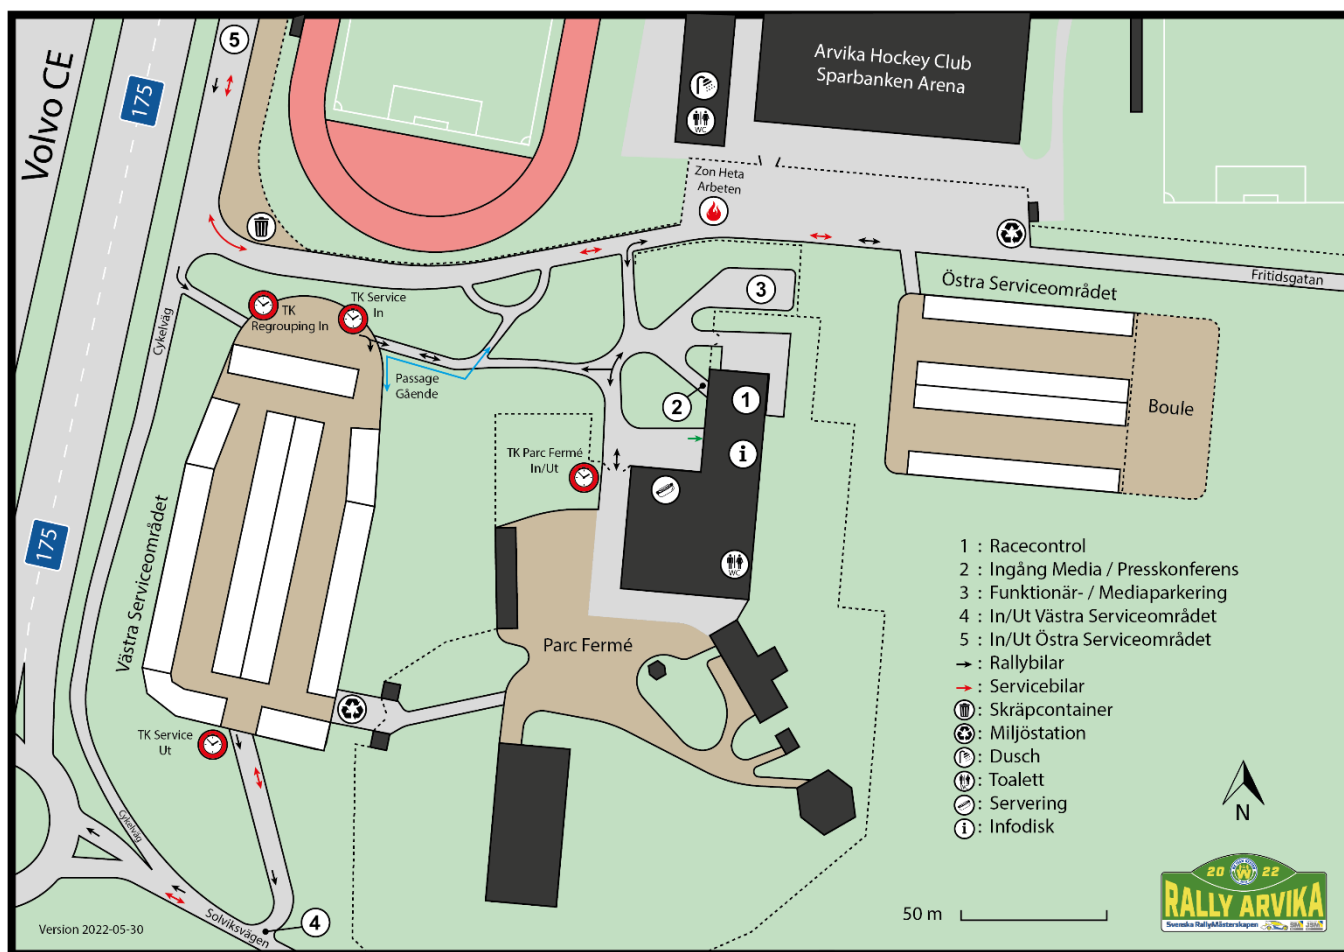 Volvo CE
175
5
Arvika Hockey Club
Sparbanken Arena
WC
Zon Heta
Arbeten
Fritidsgatan
Östra Serviceområdet
3
TK
Regrouping In
TK Service
In
Cykelväg
Passage
Gående
1
2
Boule
TK Parc Fermé
In/Ut
i
175
WC
Västra Serviceområdet
Parc Fermé
1 : Racecontrol
2 : Ingång Media / Presskonferens
3 : Funktionär- / Mediaparkering
4 : In/Ut Västra Serviceområdet
5 : In/Ut Östra Serviceområdet
: Rallybilar
: Servicebilar
: Skräpcontainer
: Miljöstation
: Dusch
: Toalett
: Servering
i : Infodisk
TK Service
Ut
Cykelväg
N
Solviksvägen
4
Version 2022-05-30
50 m
20 22
RALLY ARVIKA
Svenska RallyMästerskapen